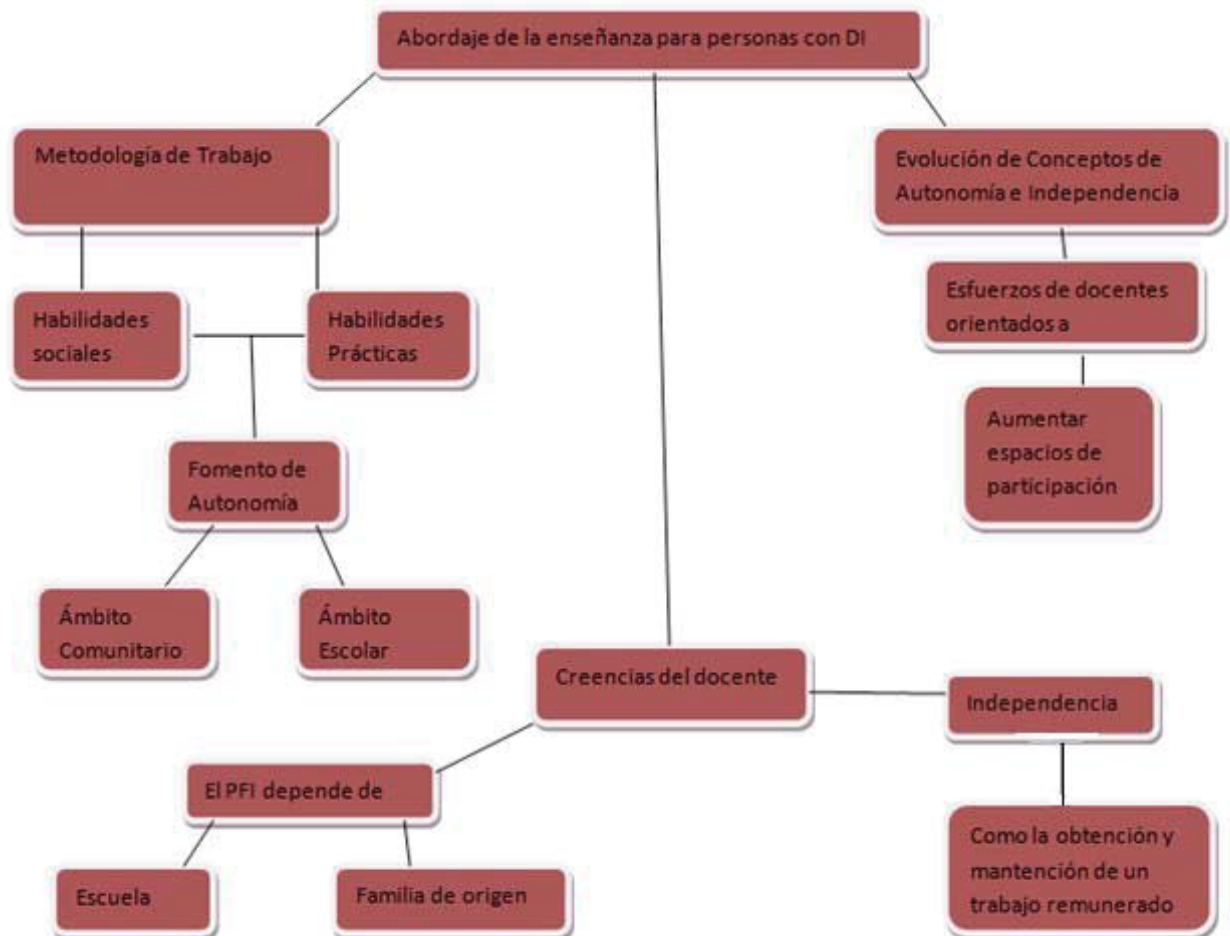 Abordaje de la enseñanza para personas con DI
Metodología de Trabajo
Evolución de Conceptos de
Autonomía e Independencia
Habilidades
sociales
Habilidades
Prácticas
Esfuerzos de docentes
orientados a
Aumentar
espacios de
participación
Fomento de
Autonomía
Ámbito
Comunitario
Ámbito
Escolar
Creencias del docente
Independencia
El PFI depende de
Como la obtención y
mantención de un
trabajo remunerado
Escuela
Familia de origen